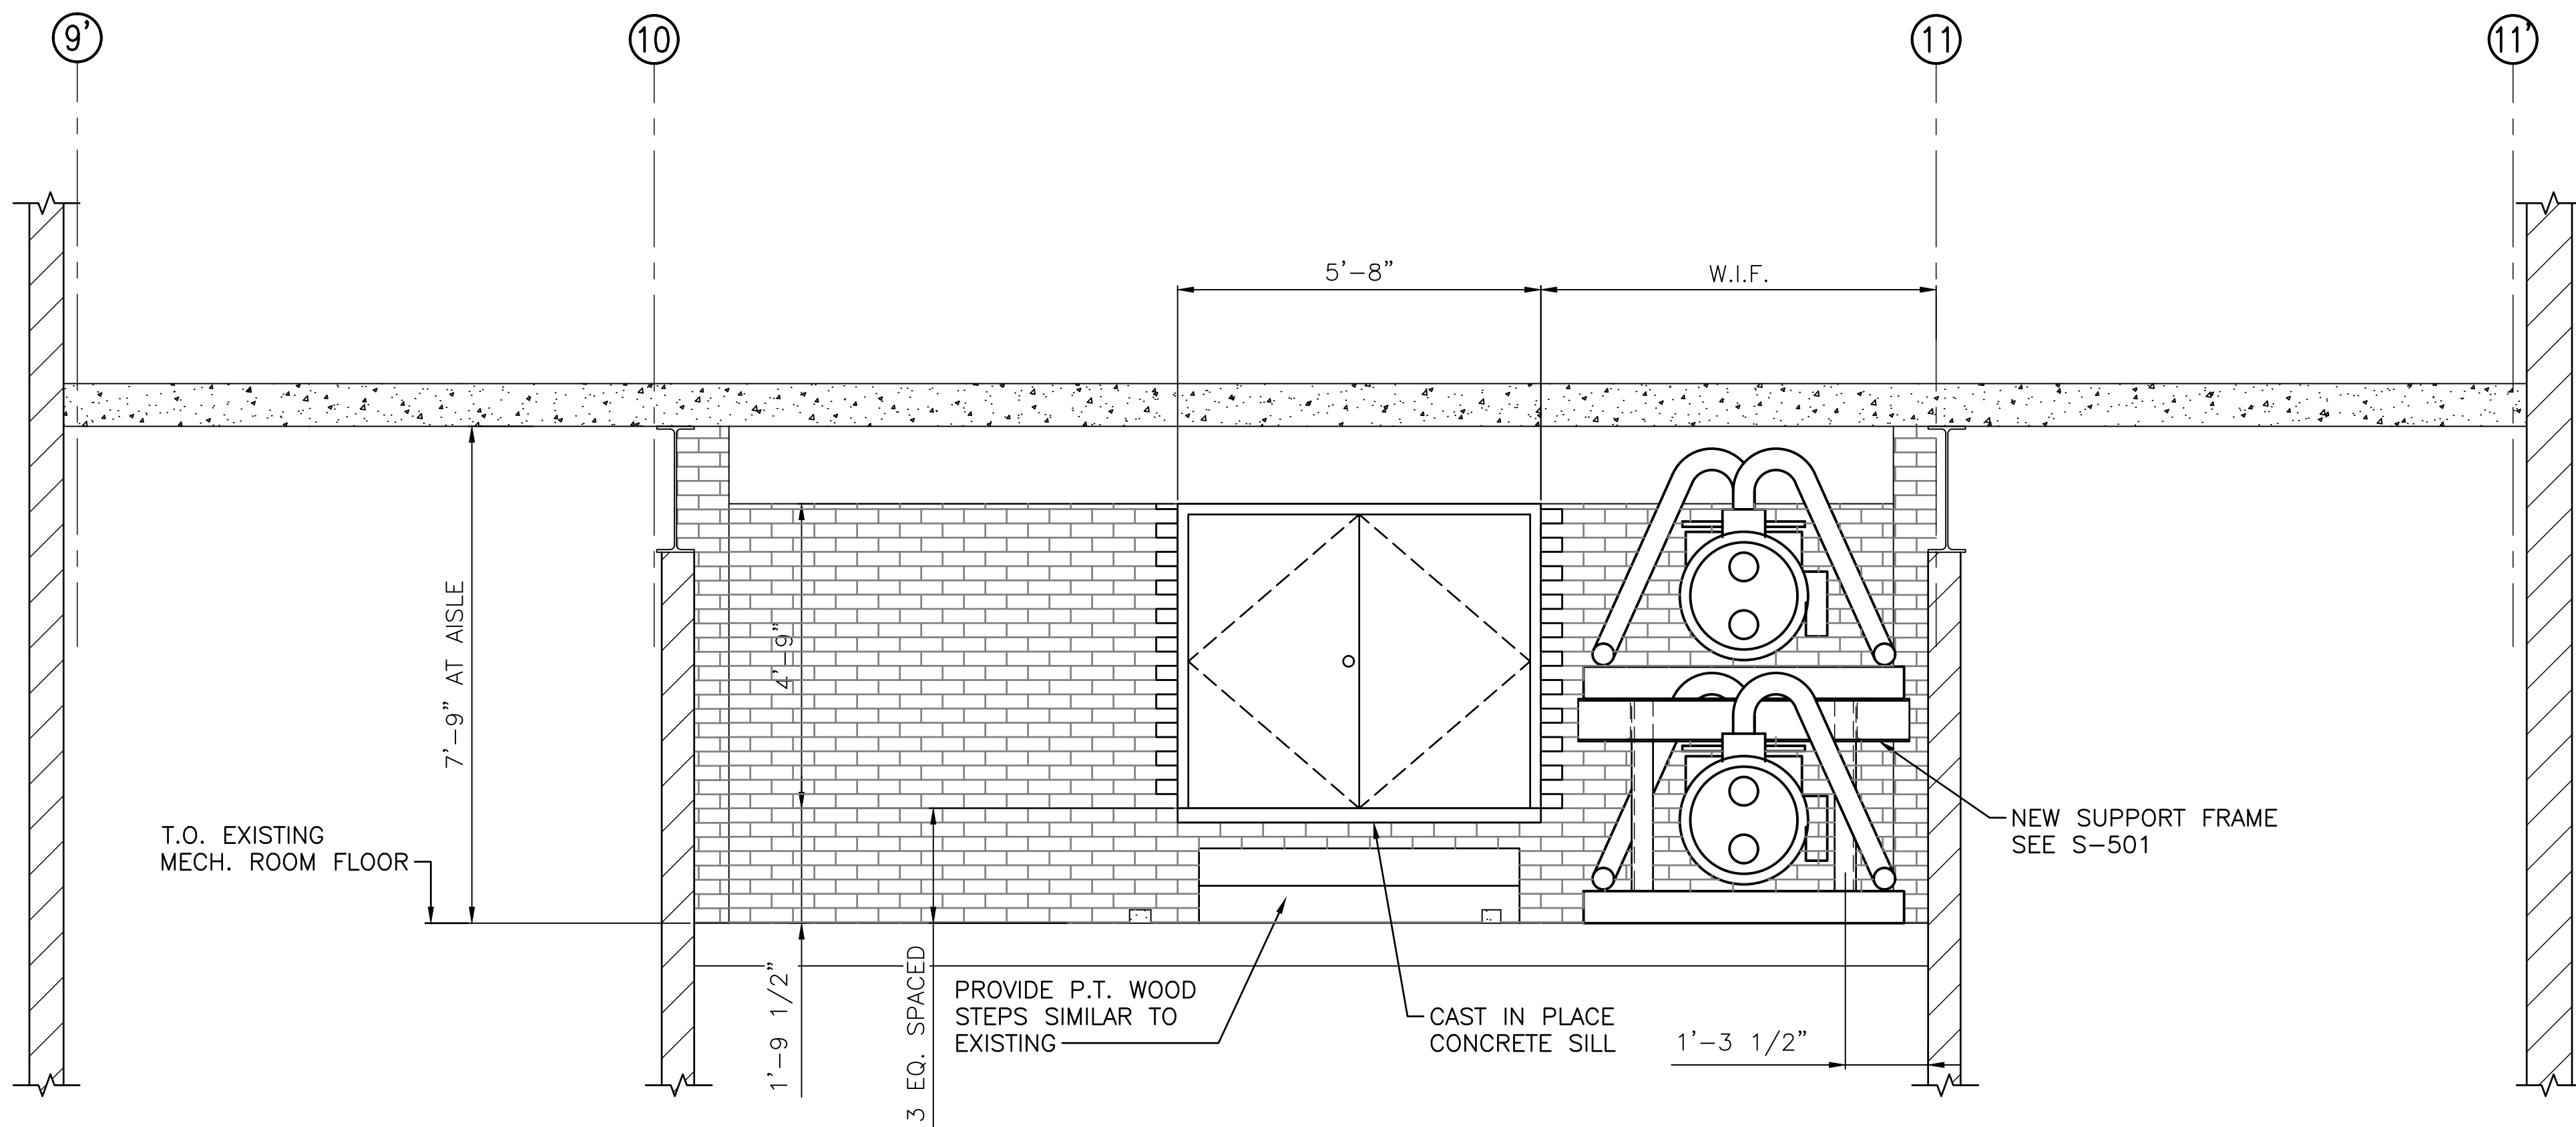 9'
10
11
11'
5'-8"
W.I.F.
7'-9" AT AISLE
4'-9"
T.O. EXISTING
MECH. ROOM FLOOR
NEW SUPPORT FRAME
SEE S-501
1'-9 1/2"
3 EQ. SPACED
PROVIDE P.T. WOOD
STEPS SIMILAR TO
EXISTING
CAST IN PLACE
CONCRETE SILL
1'-3 1/2"